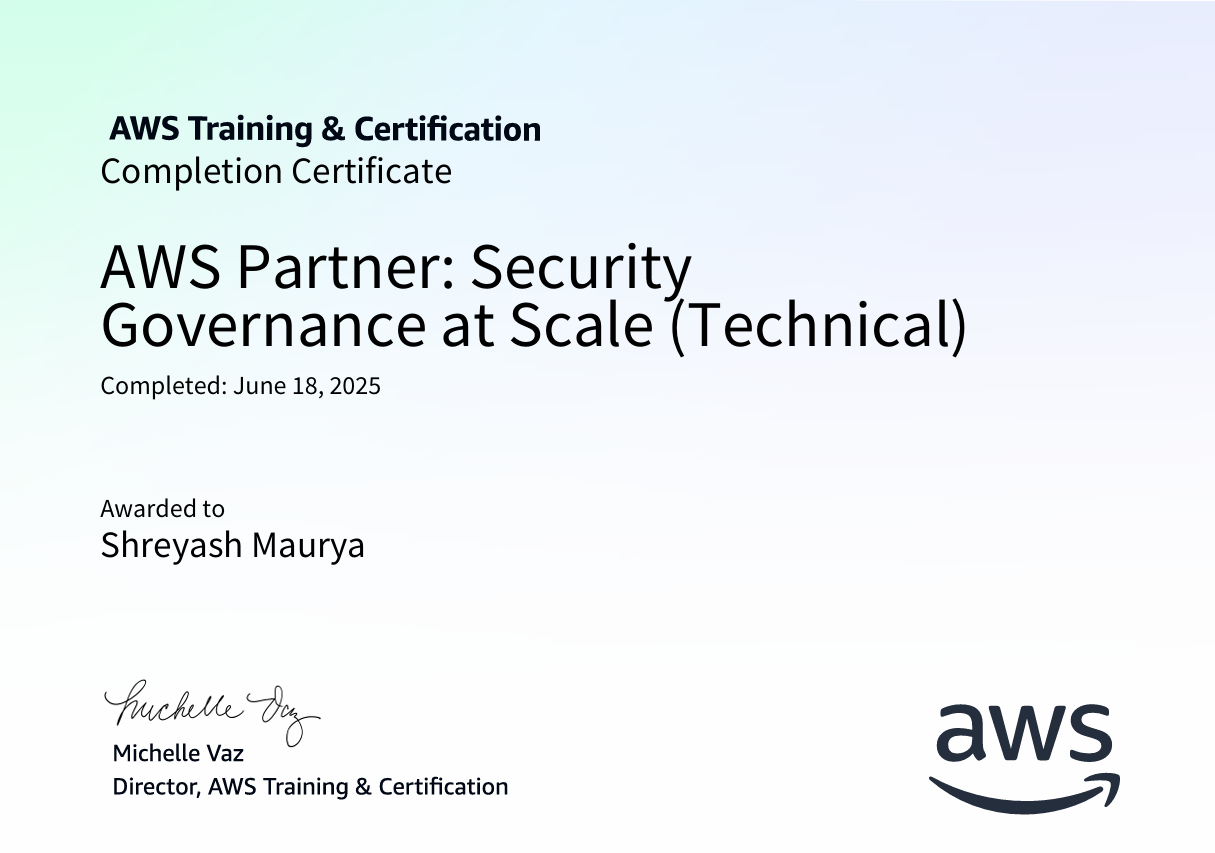 AWS Training & Certification
Completion Certificate
AWS Partner: Security
Governance at Scale (Technical)
Completed: June 18, 2025
Awarded to
Shreyash Maurya
Michelle Vaz
Michelle Vaz
Director, AWS Training & Certification
aws